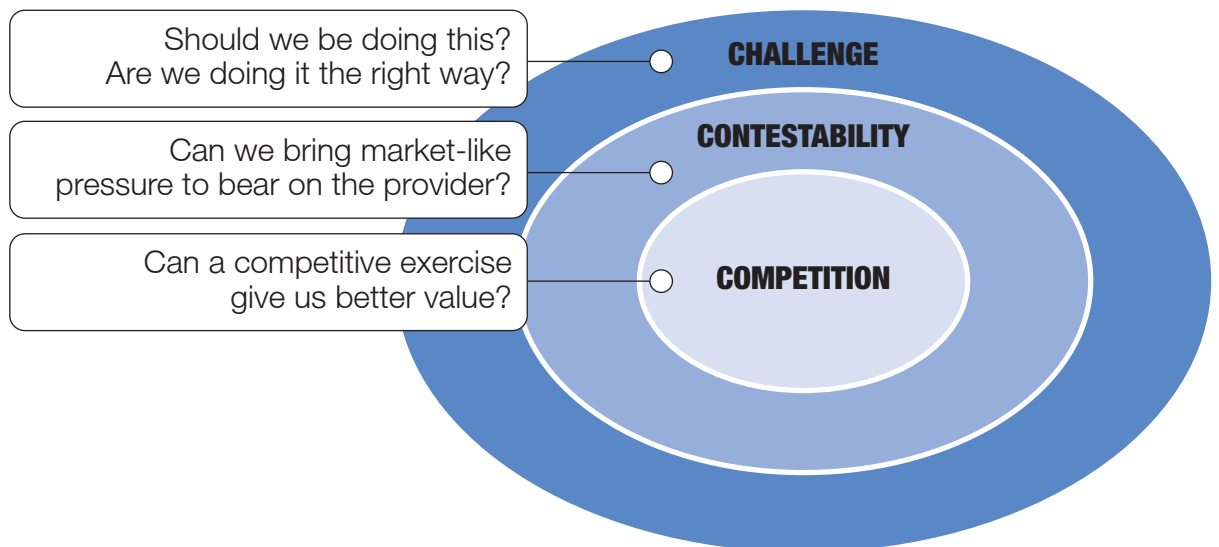 Should we be doing this?
Are we doing it the right way?
CHALLENGE
Can we bring market-like
pressure to bear on the provider?
CONTESTABILITY
Can a competitive exercise
give us better value?
COMPETITION